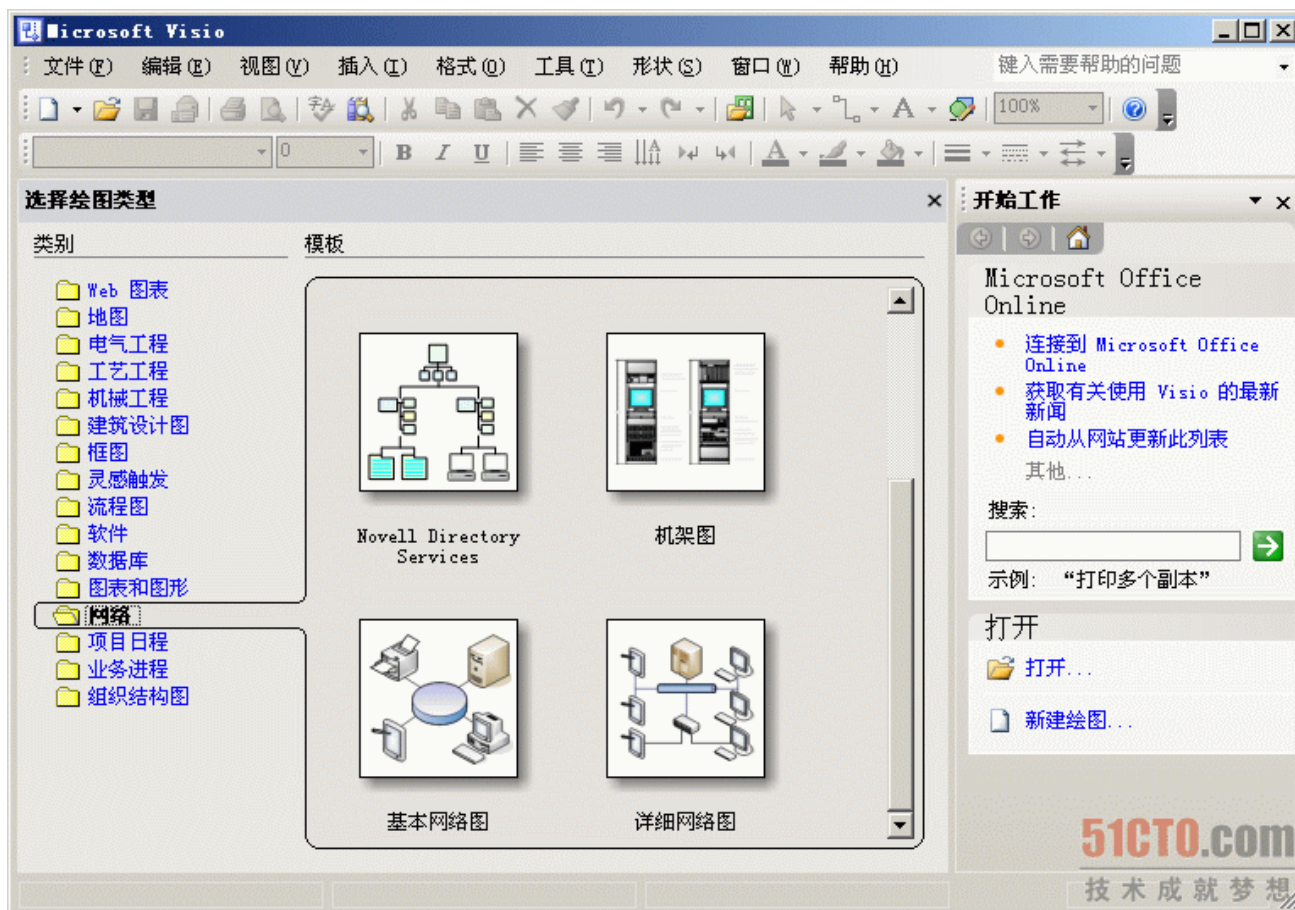 Microsoft Visio
文件(F) 编辑(E) 视图(V) 插入(I) 格式(O) 工具(T) 形状(S) 窗口(W) 帮助(H) 键入需要帮助的问题
100%
0 B I U A
选择绘图类型
类别
模板
Web 图表
地图
电气工程
工艺工程
机械工程
建筑设计图
框图
灵感触发
流程图
软件
数据库
图表和图形
网络
项目日程
业务进程
组织结构图
Novell Directory
Services
机架图
基本网络图
详细网络图
开始工作
Microsoft Office
Online
连接到 Microsoft Office
Online
获取有关使用 Visio 的最新
新闻
自动从网站更新此列表
其他...
搜索:
示例: “打印多个副本”
打开
打开...
新建绘图...
51CTO.com
技术成就梦想